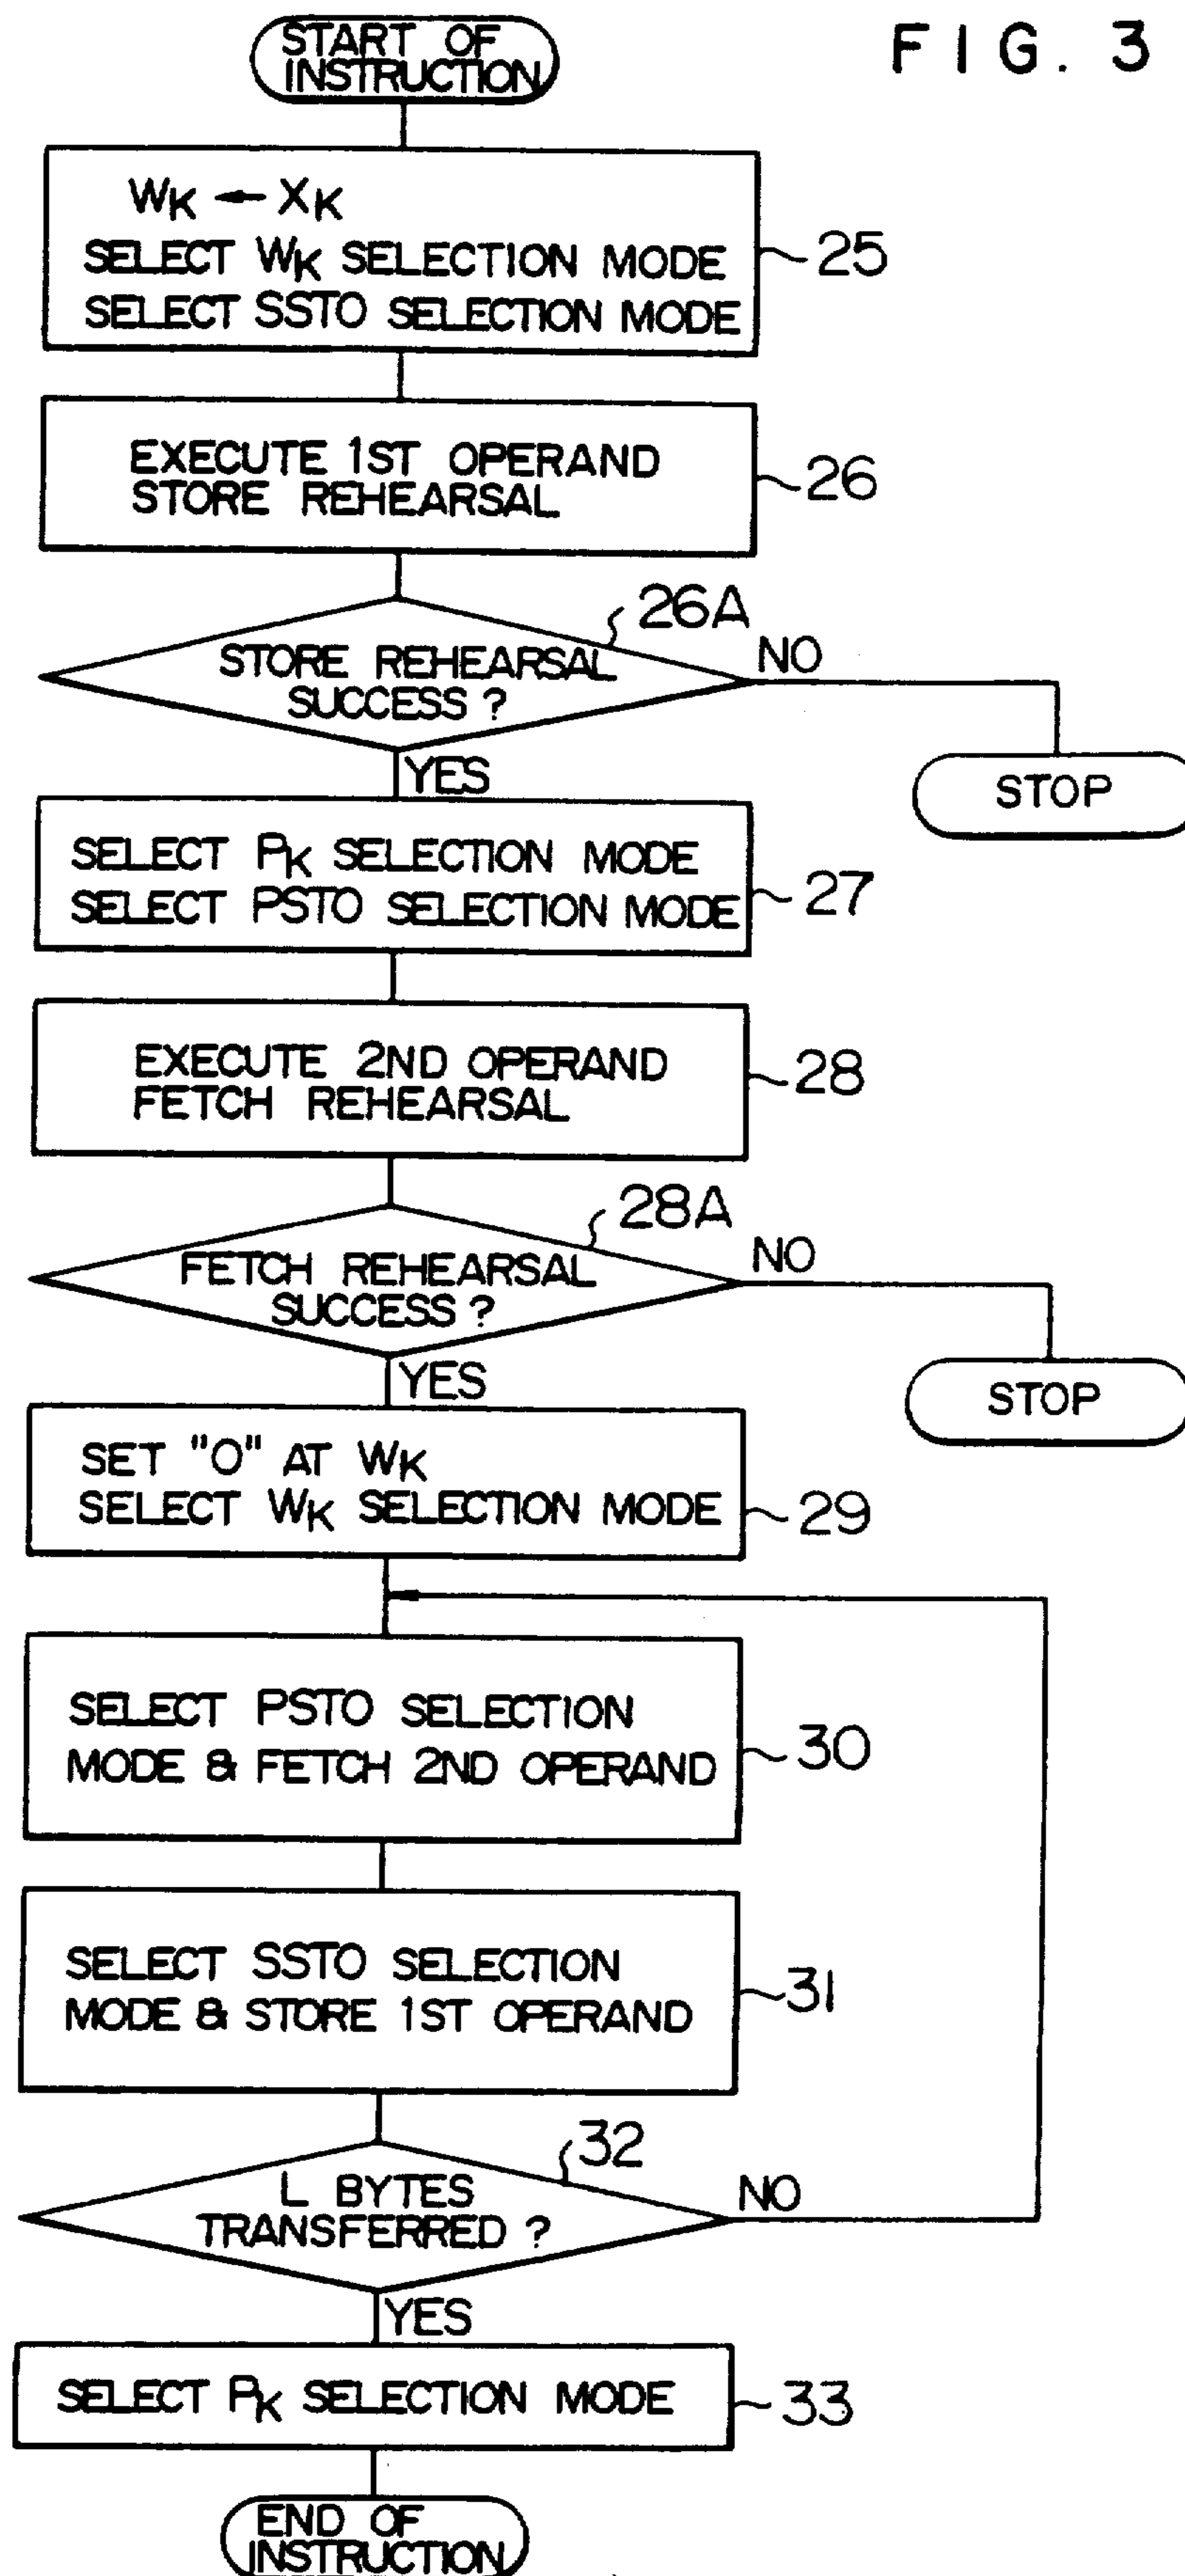 FIG. 3
START OF
INSTRUCTION
WK ← XK
SELECT WK SELECTION MODE
SELECT SSTO SELECTION MODE
25
EXECUTE 1ST OPERAND
STORE REHEARSAL
26
26A
STORE REHEARSAL
SUCCESS ?
NO
STOP
YES
SELECT PK SELECTION MODE
SELECT PSTO SELECTION MODE
27
EXECUTE 2ND OPERAND
FETCH REHEARSAL
28
28A
FETCH REHEARSAL
SUCCESS ?
NO
STOP
YES
SET "0" AT WK
SELECT WK SELECTION MODE
29
SELECT PSTO SELECTION
MODE & FETCH 2ND OPERAND
30
SELECT SSTO SELECTION
MODE & STORE 1ST OPERAND
31
32
L BYTES
TRANSFERRED ?
NO
YES
SELECT PK SELECTION MODE
33
END OF
INSTRUCTION